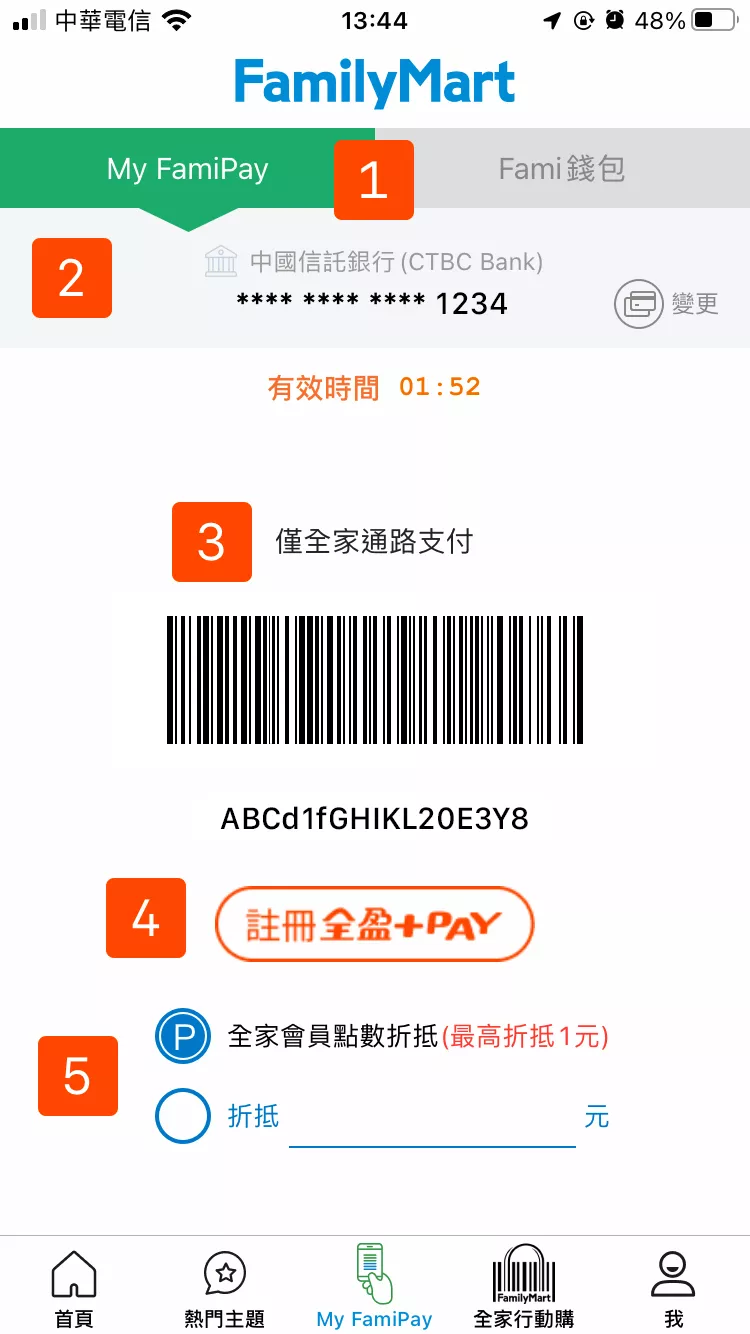 中華電信 13:44 48%
FamilyMart
My FamiPay 1 Fami錢包
2 中國信託銀行(CTBC Bank)
**** **** **** 1234 變更
有效時間 01:52
3 僅全家通路支付
ABCd1fGHIKL20E3Y8
4 註冊全盈+PAY
5 P 全家會員點數折抵(最高折抵1元)
折抵 元
FamilyMart
首頁 熱門主題 My FamiPay 全家行動購 我